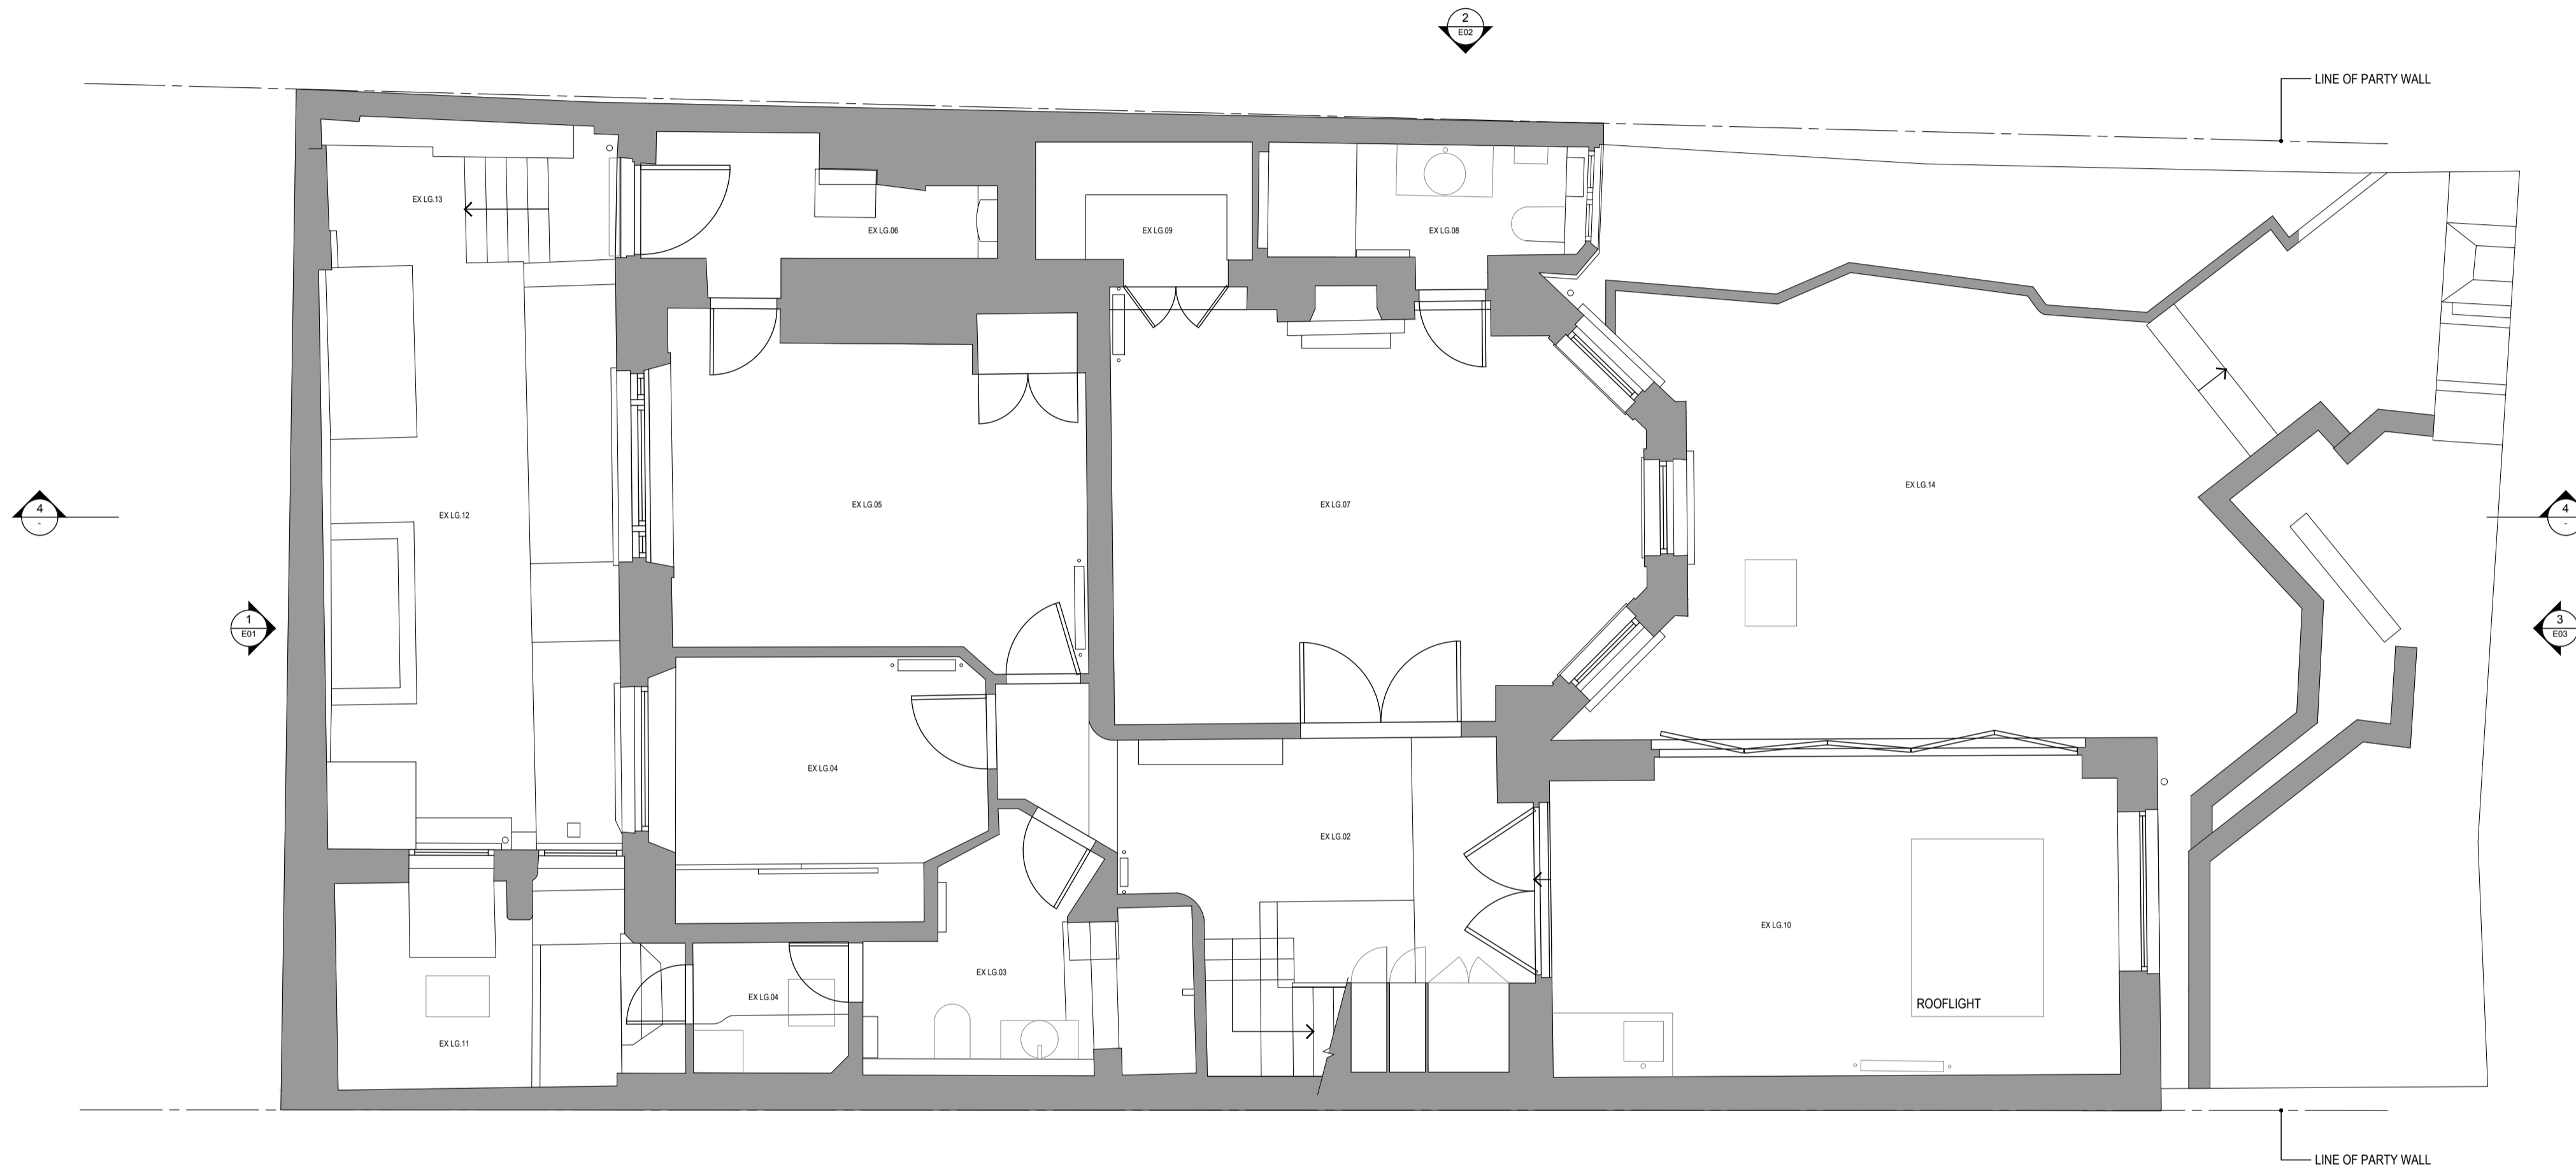 2
E02
LINE OF PARTY WALL
EX LG.13
EX LG.06
EX LG.09
EX LG.08
EX LG.14
EX LG.05
EX LG.07
EX LG.12
4
-
4
-
1
E01
3
E03
EX LG.04
EX LG.02
EX LG.10
EX LG.03
EX LG.04
ROOFLIGHT
EX LG.11
LINE OF PARTY WALL